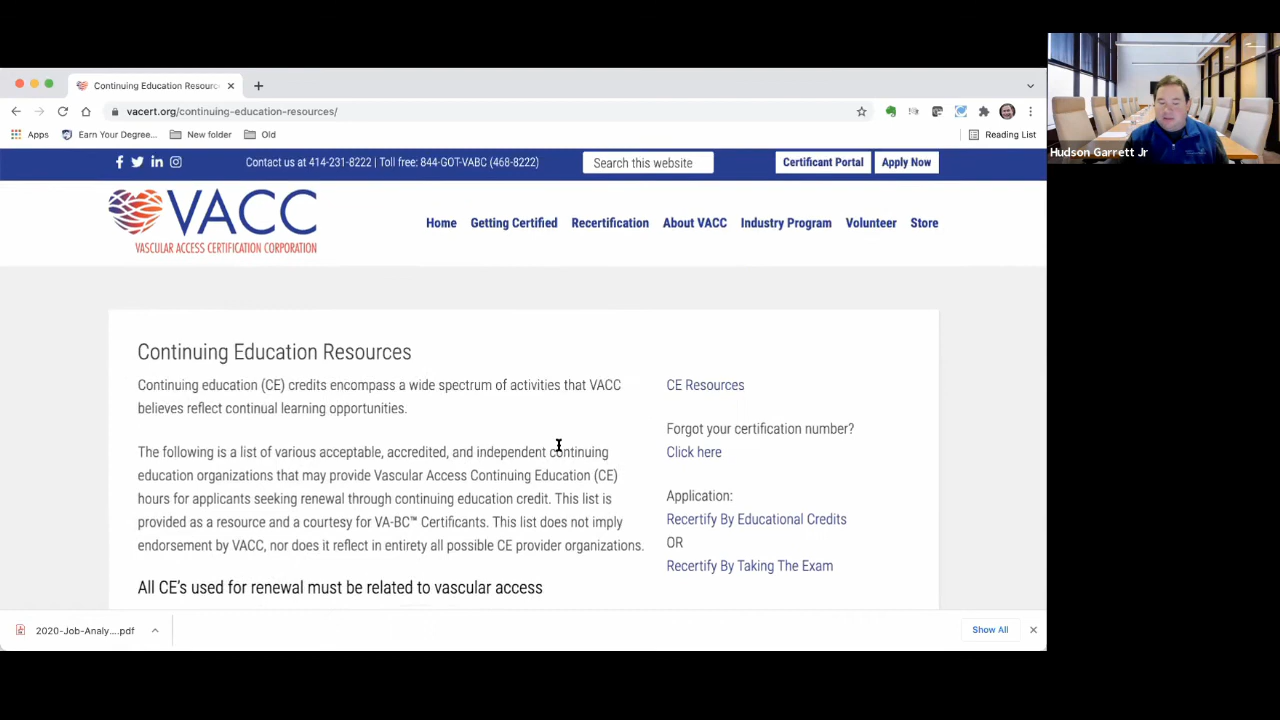 Continuing Education Resourc
vacert.org/continuing-education-resources/
Apps Earn Your Degree... New folder Old Reading List
Contact us at 414-231-8222 | Toll free: 844-GOT-VABC (468-8222) Search this website Certificant Portal Apply Now
VACC
VASCULAR ACCESS CERTIFICATION CORPORATION
Home Getting Certified Recertification About VACC Industry Program Volunteer Store
Continuing Education Resources
Continuing education (CE) credits encompass a wide spectrum of activities that VACC
believes reflect continual learning opportunities.
The following is a list of various acceptable, accredited, and independent continuing
education organizations that may provide Vascular Access Continuing Education (CE)
hours for applicants seeking renewal through continuing education credit. This list is
provided as a resource and a courtesy for VA-BC™ Certificants. This list does not imply
endorsement by VACC, nor does it reflect in entirety all possible CE provider organizations.
All CE's used for renewal must be related to vascular access
CE Resources
Forgot your certification number?
Click here
Application:
Recertify By Educational Credits
OR
Recertify By Taking The Exam
2020-Job-Analy....pdf
Show All
Hudson Garrett Jr